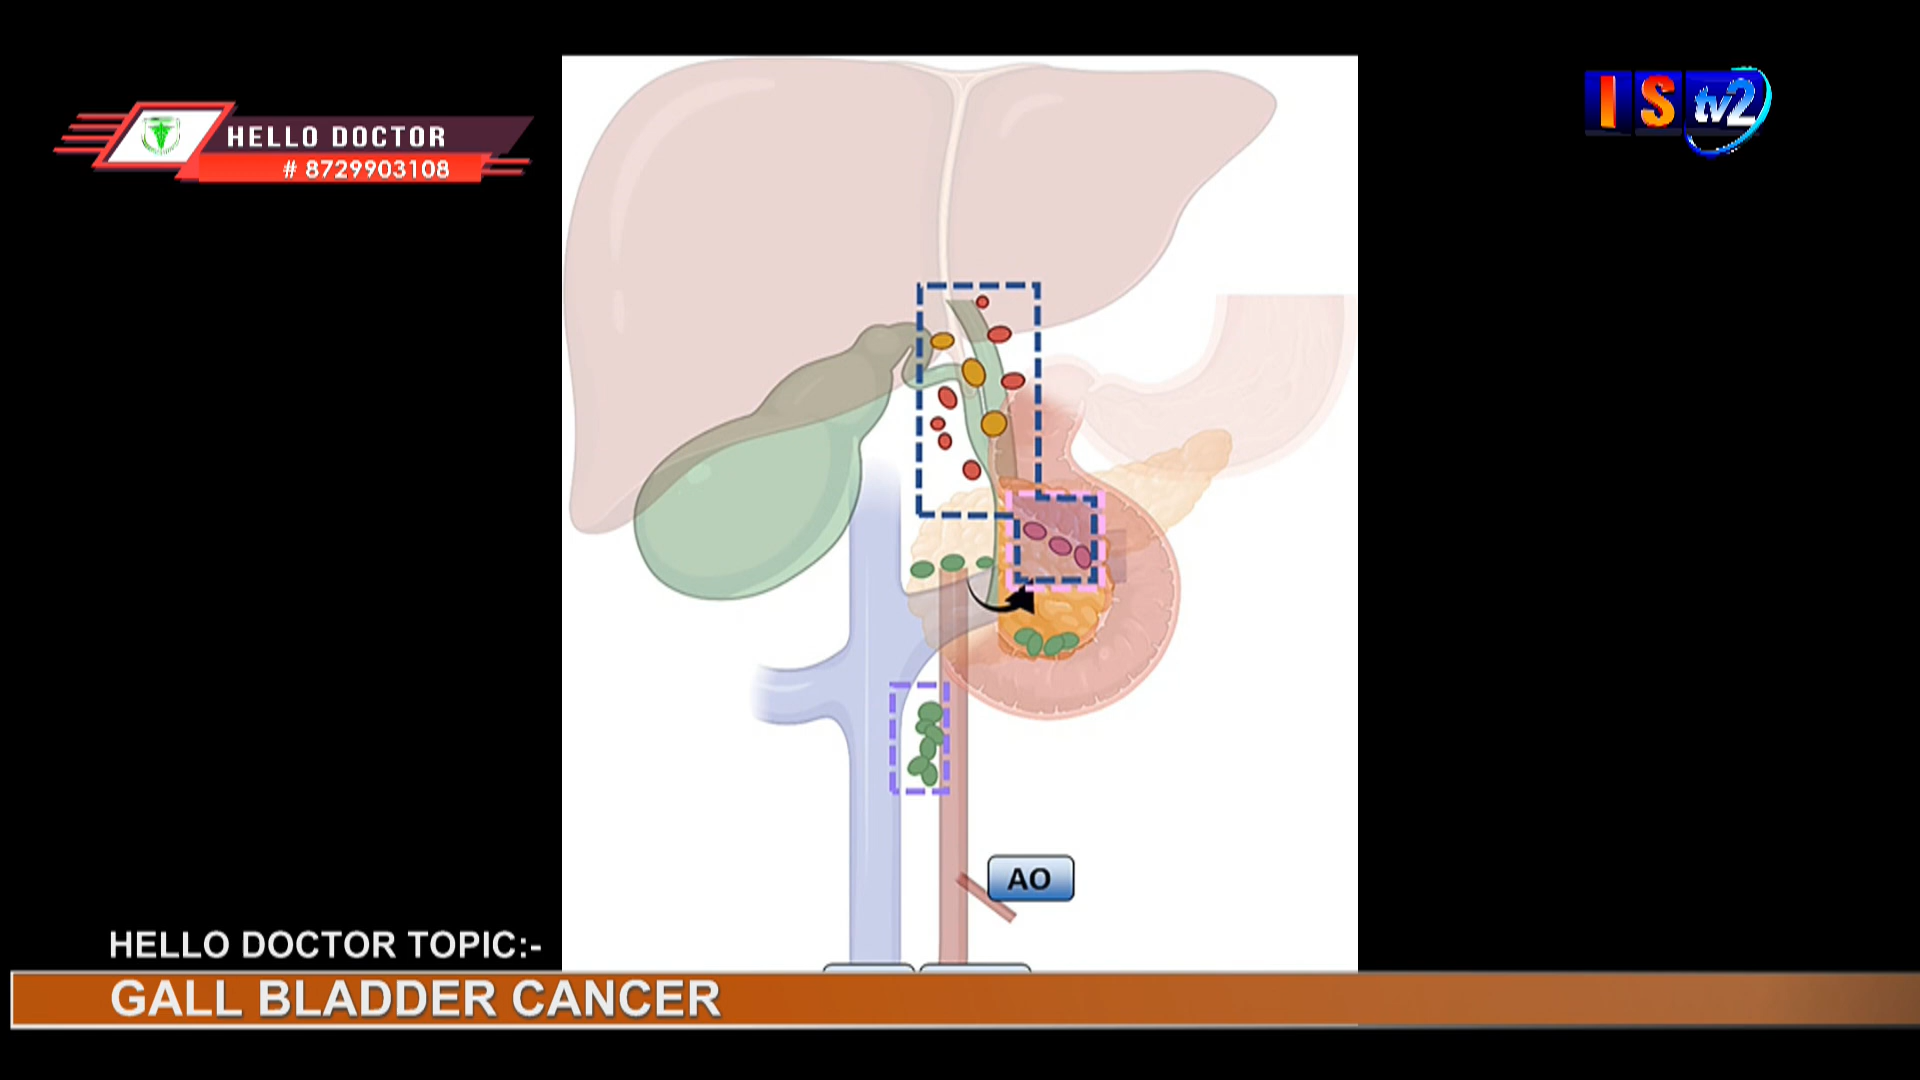 HELLO DOCTOR
# 8729903108
IS tv2
AO
HELLO DOCTOR TOPIC:-
GALL BLADDER CANCER